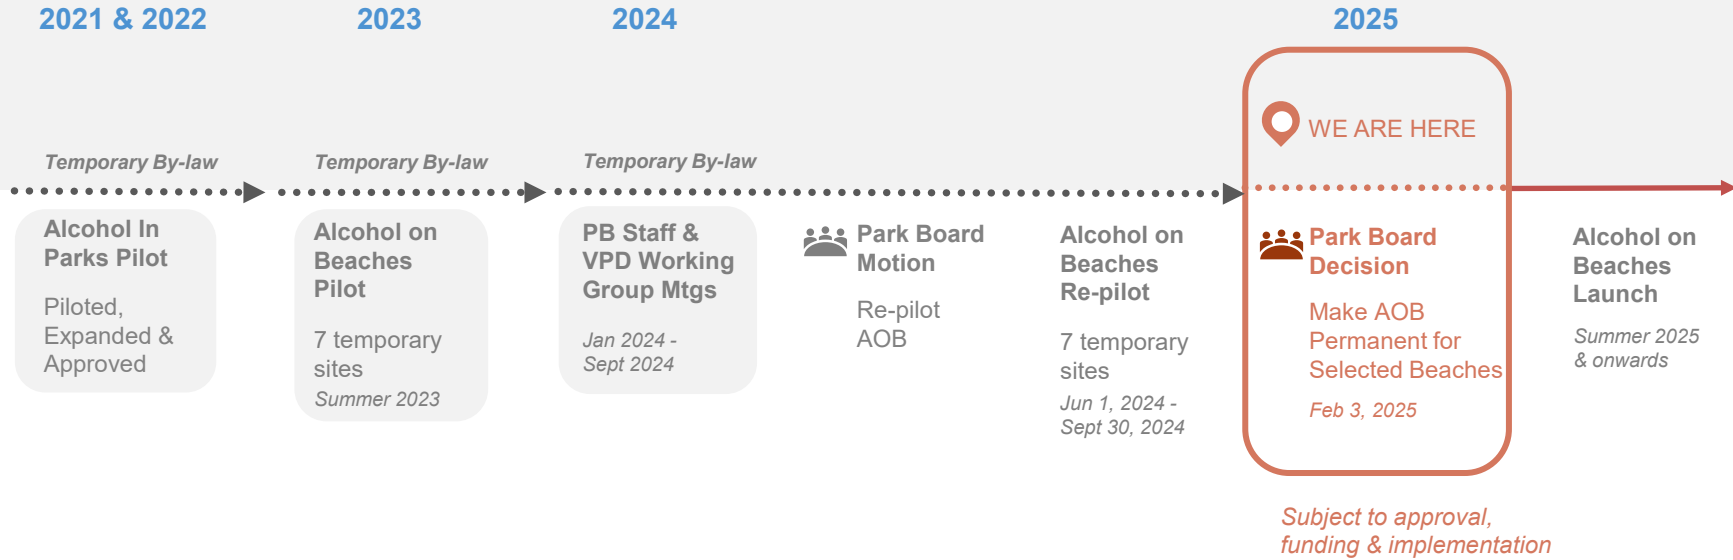 2021 & 2022
2023
2024
2025
WE ARE HERE
Temporary By-law
Temporary By-law
Temporary By-law
Alcohol In
Parks Pilot
Piloted,
Expanded &
Approved
Alcohol on
Beaches
Pilot
7 temporary
sites
Summer 2023
PB Staff &
VPD Working
Group Mtgs
Jan 2024 -
Sept 2024
Park Board
Motion
Re-pilot
AOB
Alcohol on
Beaches
Re-pilot
7 temporary
sites
Jun 1, 2024 -
Sept 30, 2024
Park Board
Decision
Make AOB
Permanent for
Selected Beaches
Feb 3, 2025
Alcohol on
Beaches
Launch
Summer 2025
& onwards
Subject to approval,
funding & implementation